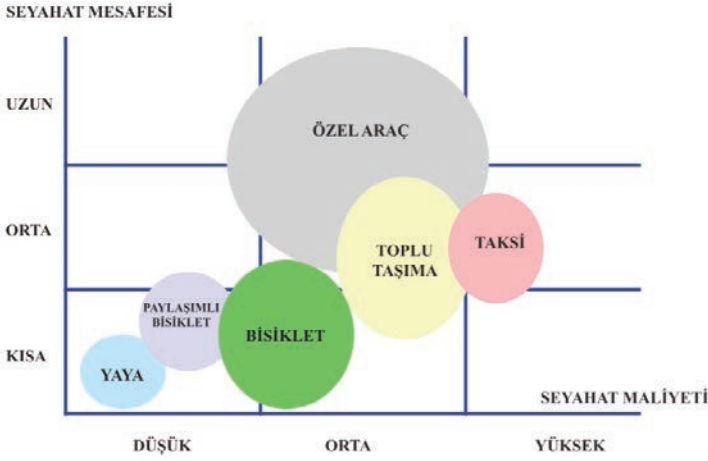 SEYAHAT MESAFESİ
UZUN
ÖZEL ARAÇ
ORTA
TOPLU
TAŞIMA
TAKSİ
PAYLAŞIMLI
BİSİKLET
BİSİKLET
KISA
YAYA
SEYAHAT MALİYETİ
DÜŞÜK
ORTA
YÜKSEK